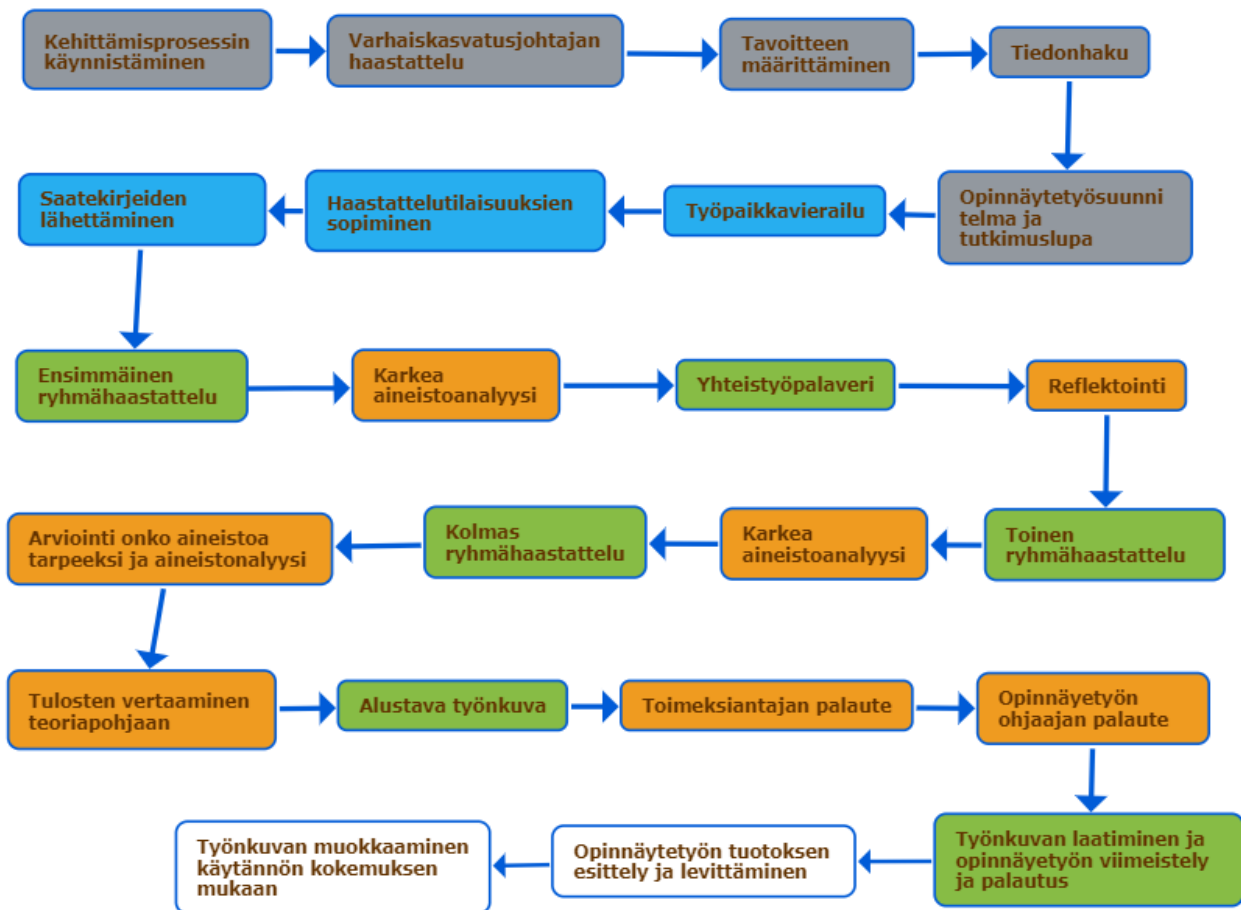 Kehittämisprosessin
käynnistäminen
Varhaiskasvatusjohtajan
haastattelu
Tavoitteen
määrittäminen
Tiedonhaku
Opinnäytetyösuunni
telma ja
tutkimuslupa
Työpaikkavierailu
Haastattelutilaisuuksien
sopiminen
Saatekirjeiden
lähettäminen
Ensimmäinen
ryhmähaastattelu
Karkea
aineistoanalyysi
Yhteistyöpalaveri
Reflektointi
Toinen
ryhmähaastattelu
Karkea
aineistoanalyysi
Kolmas
ryhmähaastattelu
Arviointi onko aineistoa
tarpeeksi ja aineistonalyysi
Tulosten vertaaminen
teoriapohjaan
Alustava työnkuva
Toimeksiantajan palaute
Opinnäyetyön
ohjaajan palaute
Työnkuvan laatiminen ja
opinnäyetyön viimeistely
ja palautus
Opinnäytetyön tuotoksen
esittely ja levittäminen
Työnkuvan muokkaaminen
käytännön kokemuksen
mukaan